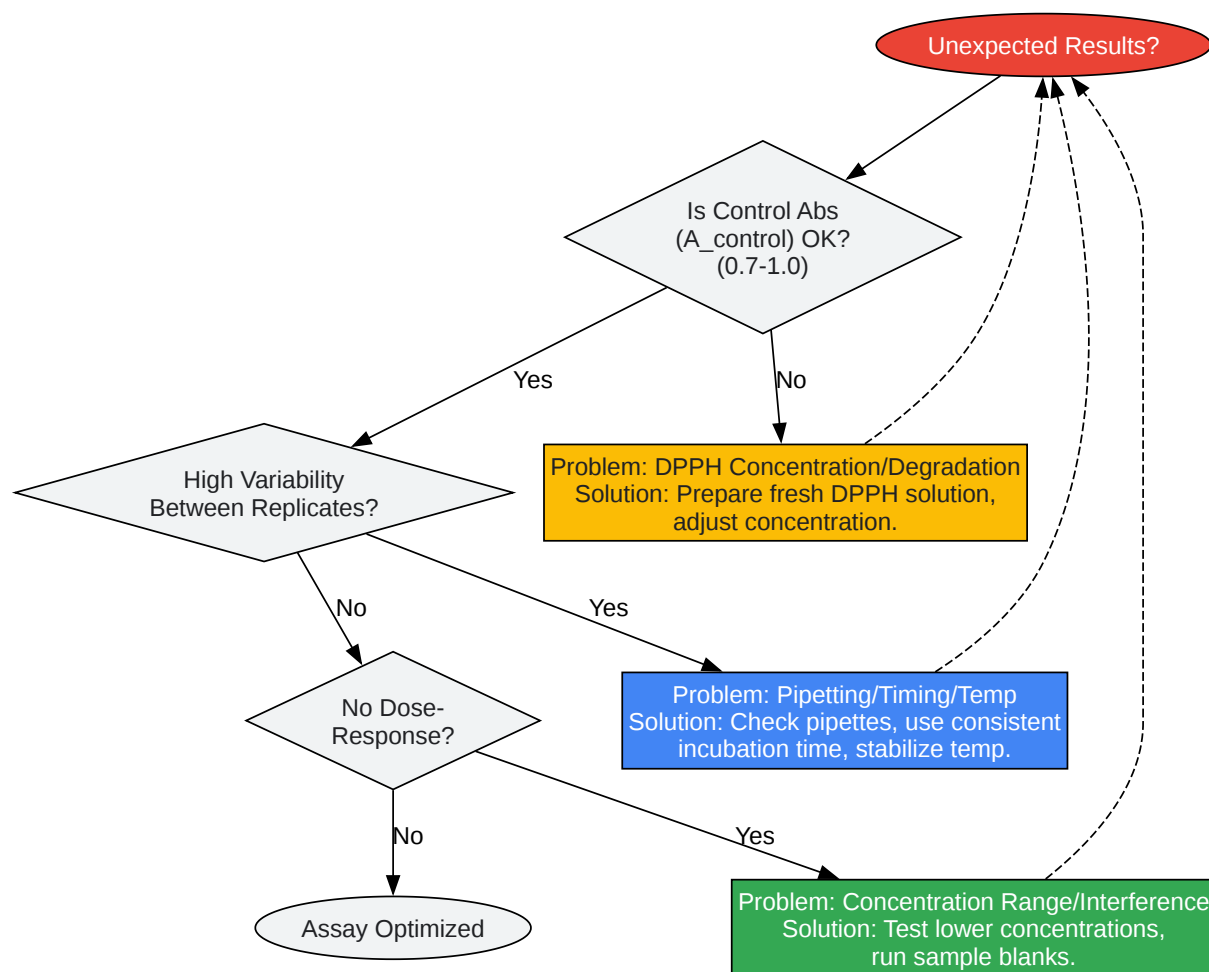 Unexpected Results?
Is Control Abs
(A_control) OK?
(0.7-1.0)
Yes
No
High Variability
Between Replicates?
Problem: DPPH Concentration/Degradation
Solution: Prepare fresh DPPH solution,
adjust concentration.
No
Yes
No Dose-
Response?
Problem: Pipetting/Timing/Temp
Solution: Check pipettes, use consistent
incubation time, stabilize temp.
No
Yes
Assay Optimized
Problem: Concentration Range/Interference
Solution: Test lower concentrations,
run sample blanks.